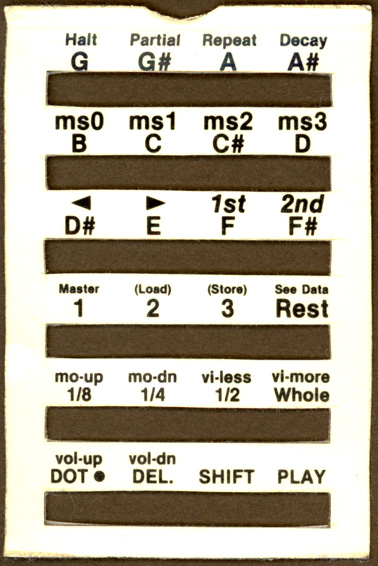 Halt Partial Repeat Decay
G G# A A#
ms0 ms1 ms2 ms3
B C C# D
◄ ► 1st 2nd
D# E F F#
Master (Load) (Store) See Data
1 2 3 Rest
mo-up mo-dn vi-less vi-more
1/8 1/4 1/2 Whole
vol-up vol-dn
DOT ● DEL. SHIFT PLAY